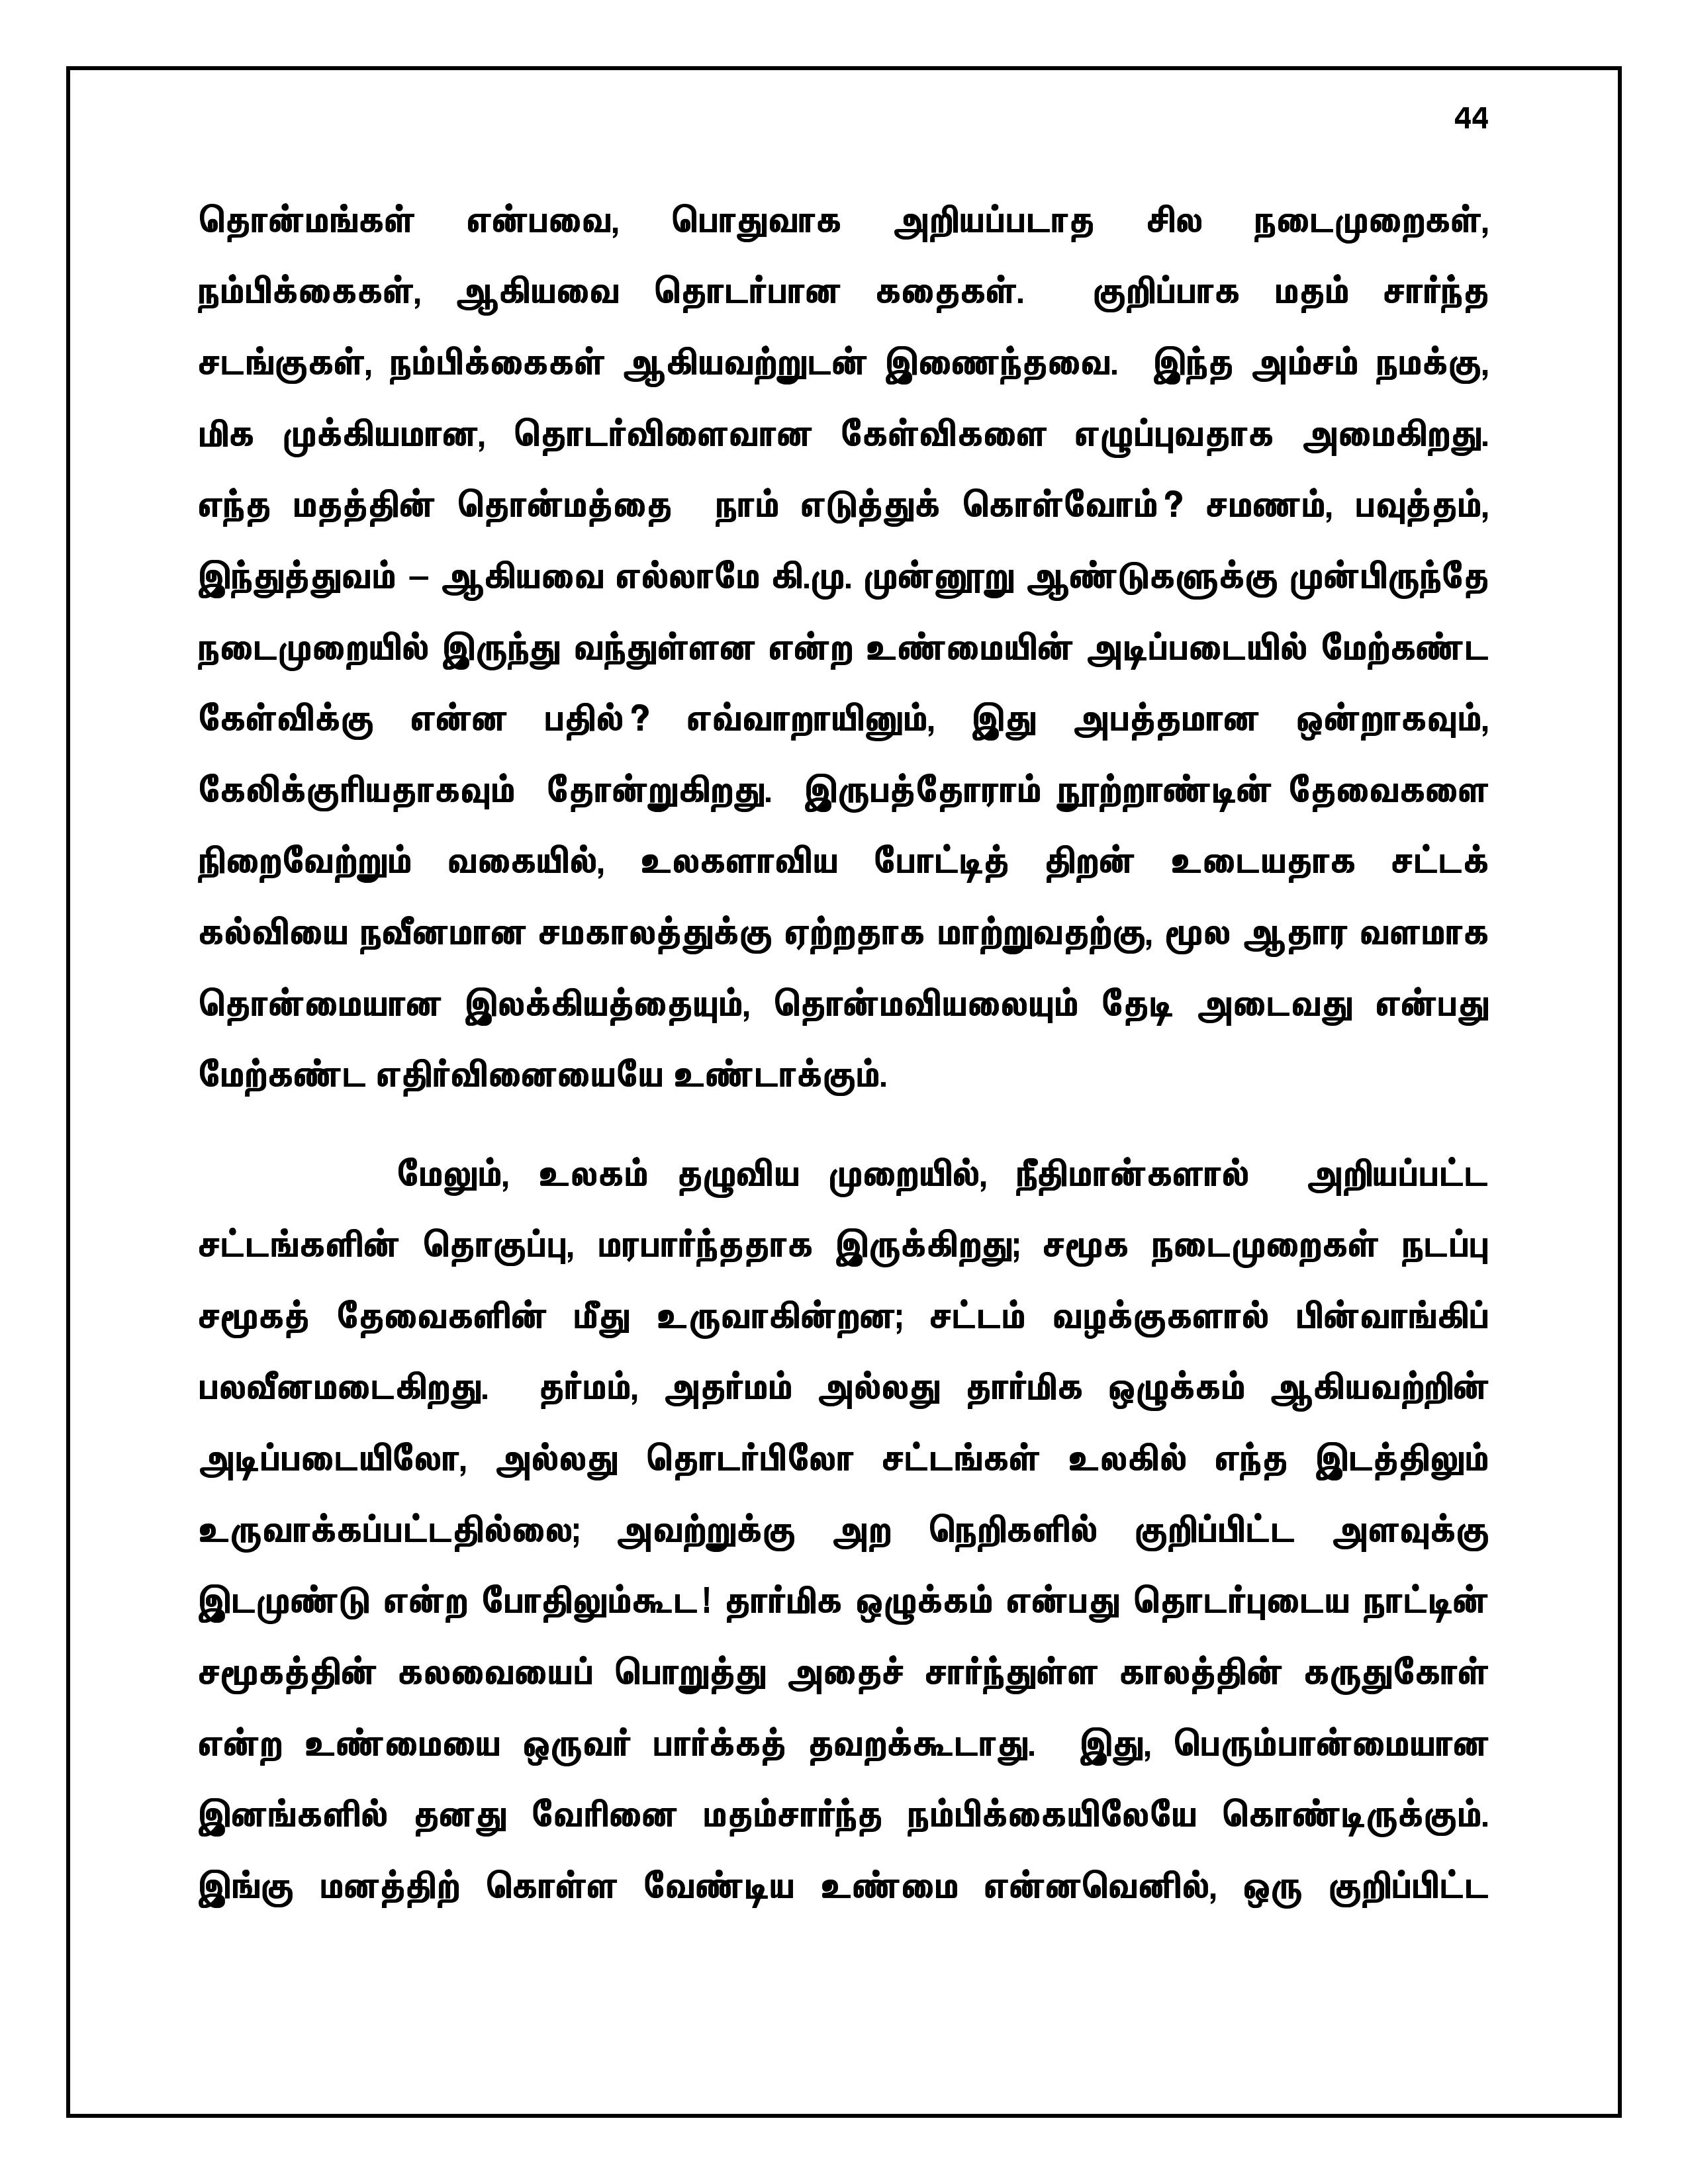 44
தொன்மங்கள் என்பவை, பொதுவாக அறியப்படாத சில நடைமுறைகள்,
நம்பிக்கைகள், ஆகியவை தொடர்பான கதைகள். குறிப்பாக மதம் சார்ந்த
சடங்குகள், நம்பிக்கைகள் ஆகியவற்றுடன் இணைந்தவை. இந்த அம்சம் நமக்கு,
மிக முக்கியமான, தொடர்விளைவான கேள்விகளை எழுப்புவதாக அமைகிறது.
எந்த மதத்தின் தொன்மத்தை நாம் எடுத்துக் கொள்வோம்? சமணம், பவுத்தம்,
இந்துத்துவம் – ஆகியவை எல்லாமே கி.மு. முன்னூறு ஆண்டுகளுக்கு முன்பிருந்தே
நடைமுறையில் இருந்து வந்துள்ளன என்ற உண்மையின் அடிப்படையில் மேற்கண்ட
கேள்விக்கு என்ன பதில்? எவ்வாறாயினும், இது அபத்தமான ஒன்றாகவும்,
கேலிக்குரியதாகவும் தோன்றுகிறது. இருபத்தோராம் நூற்றாண்டின் தேவைகளை
நிறைவேற்றும் வகையில், உலகளாவிய போட்டித் திறன் உடையதாக சட்டக்
கல்வியை நவீனமான சமகாலத்துக்கு ஏற்றதாக மாற்றுவதற்கு, மூல ஆதார வளமாக
தொன்மையான இலக்கியத்தையும், தொன்மவியலையும் தேடி அடைவது என்பது
மேற்கண்ட எதிர்வினையையே உண்டாக்கும்.
மேலும், உலகம் தழுவிய முறையில், நீதிமான்களால் அறியப்பட்ட
சட்டங்களின் தொகுப்பு, மரபார்ந்ததாக இருக்கிறது; சமூக நடைமுறைகள் நடப்பு
சமூகத் தேவைகளின் மீது உருவாகின்றன; சட்டம் வழக்குகளால் பின்வாங்கிப்
பலவீனமடைகிறது. தர்மம், அதர்மம் அல்லது தார்மிக ஒழுக்கம் ஆகியவற்றின்
அடிப்படையிலோ, அல்லது தொடர்பிலோ சட்டங்கள் உலகில் எந்த இடத்திலும்
உருவாக்கப்பட்டதில்லை; அவற்றுக்கு அற நெறிகளில் குறிப்பிட்ட அளவுக்கு
இடமுண்டு என்ற போதிலும்கூட! தார்மிக ஒழுக்கம் என்பது தொடர்புடைய நாட்டின்
சமூகத்தின் கலவையைப் பொறுத்து அதைச் சார்ந்துள்ள காலத்தின் கருதுகோள்
என்ற உண்மையை ஒருவர் பார்க்கத் தவறக்கூடாது. இது, பெரும்பான்மையான
இனங்களில் தனது வேரினை மதம்சார்ந்த நம்பிக்கையிலேயே கொண்டிருக்கும்.
இங்கு மனத்திற் கொள்ள வேண்டிய உண்மை என்னவெனில், ஒரு குறிப்பிட்ட